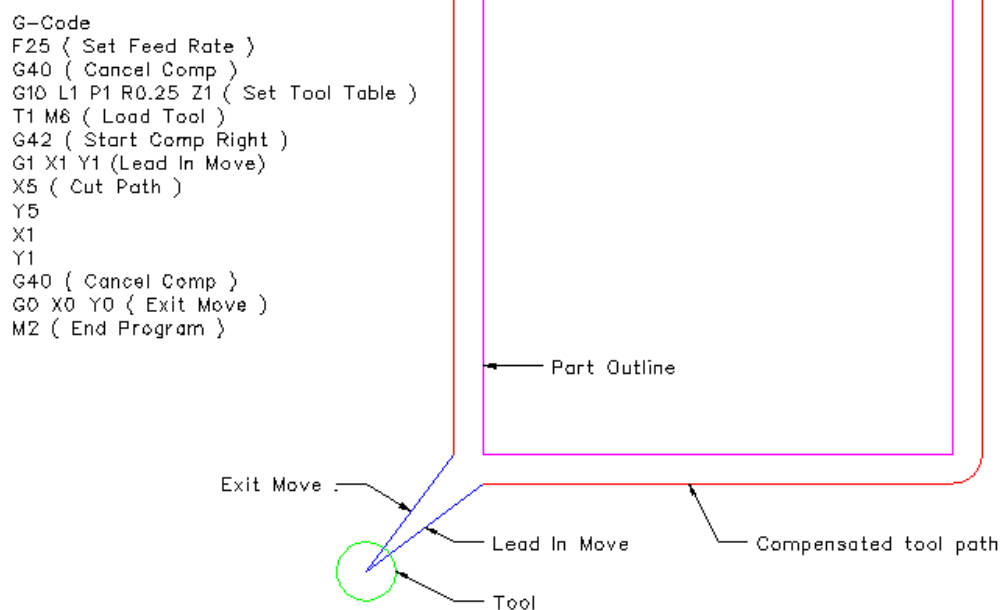 G-Code
F25 ( Set Feed Rate )
G40 ( Cancel Comp )
G10 L1 P1 R0.25 Z1 ( Set Tool Table )
T1 M6 ( Load Tool )
G42 ( Start Comp Right )
G1 X1 Y1 (Lead In Move)
X5 ( Cut Path )
Y5
X1
Y1
G40 ( Cancel Comp )
G0 X0 Y0 ( Exit Move )
M2 ( End Program )
Part Outline
Exit Move .
Lead In Move
Compensated tool path
Tool